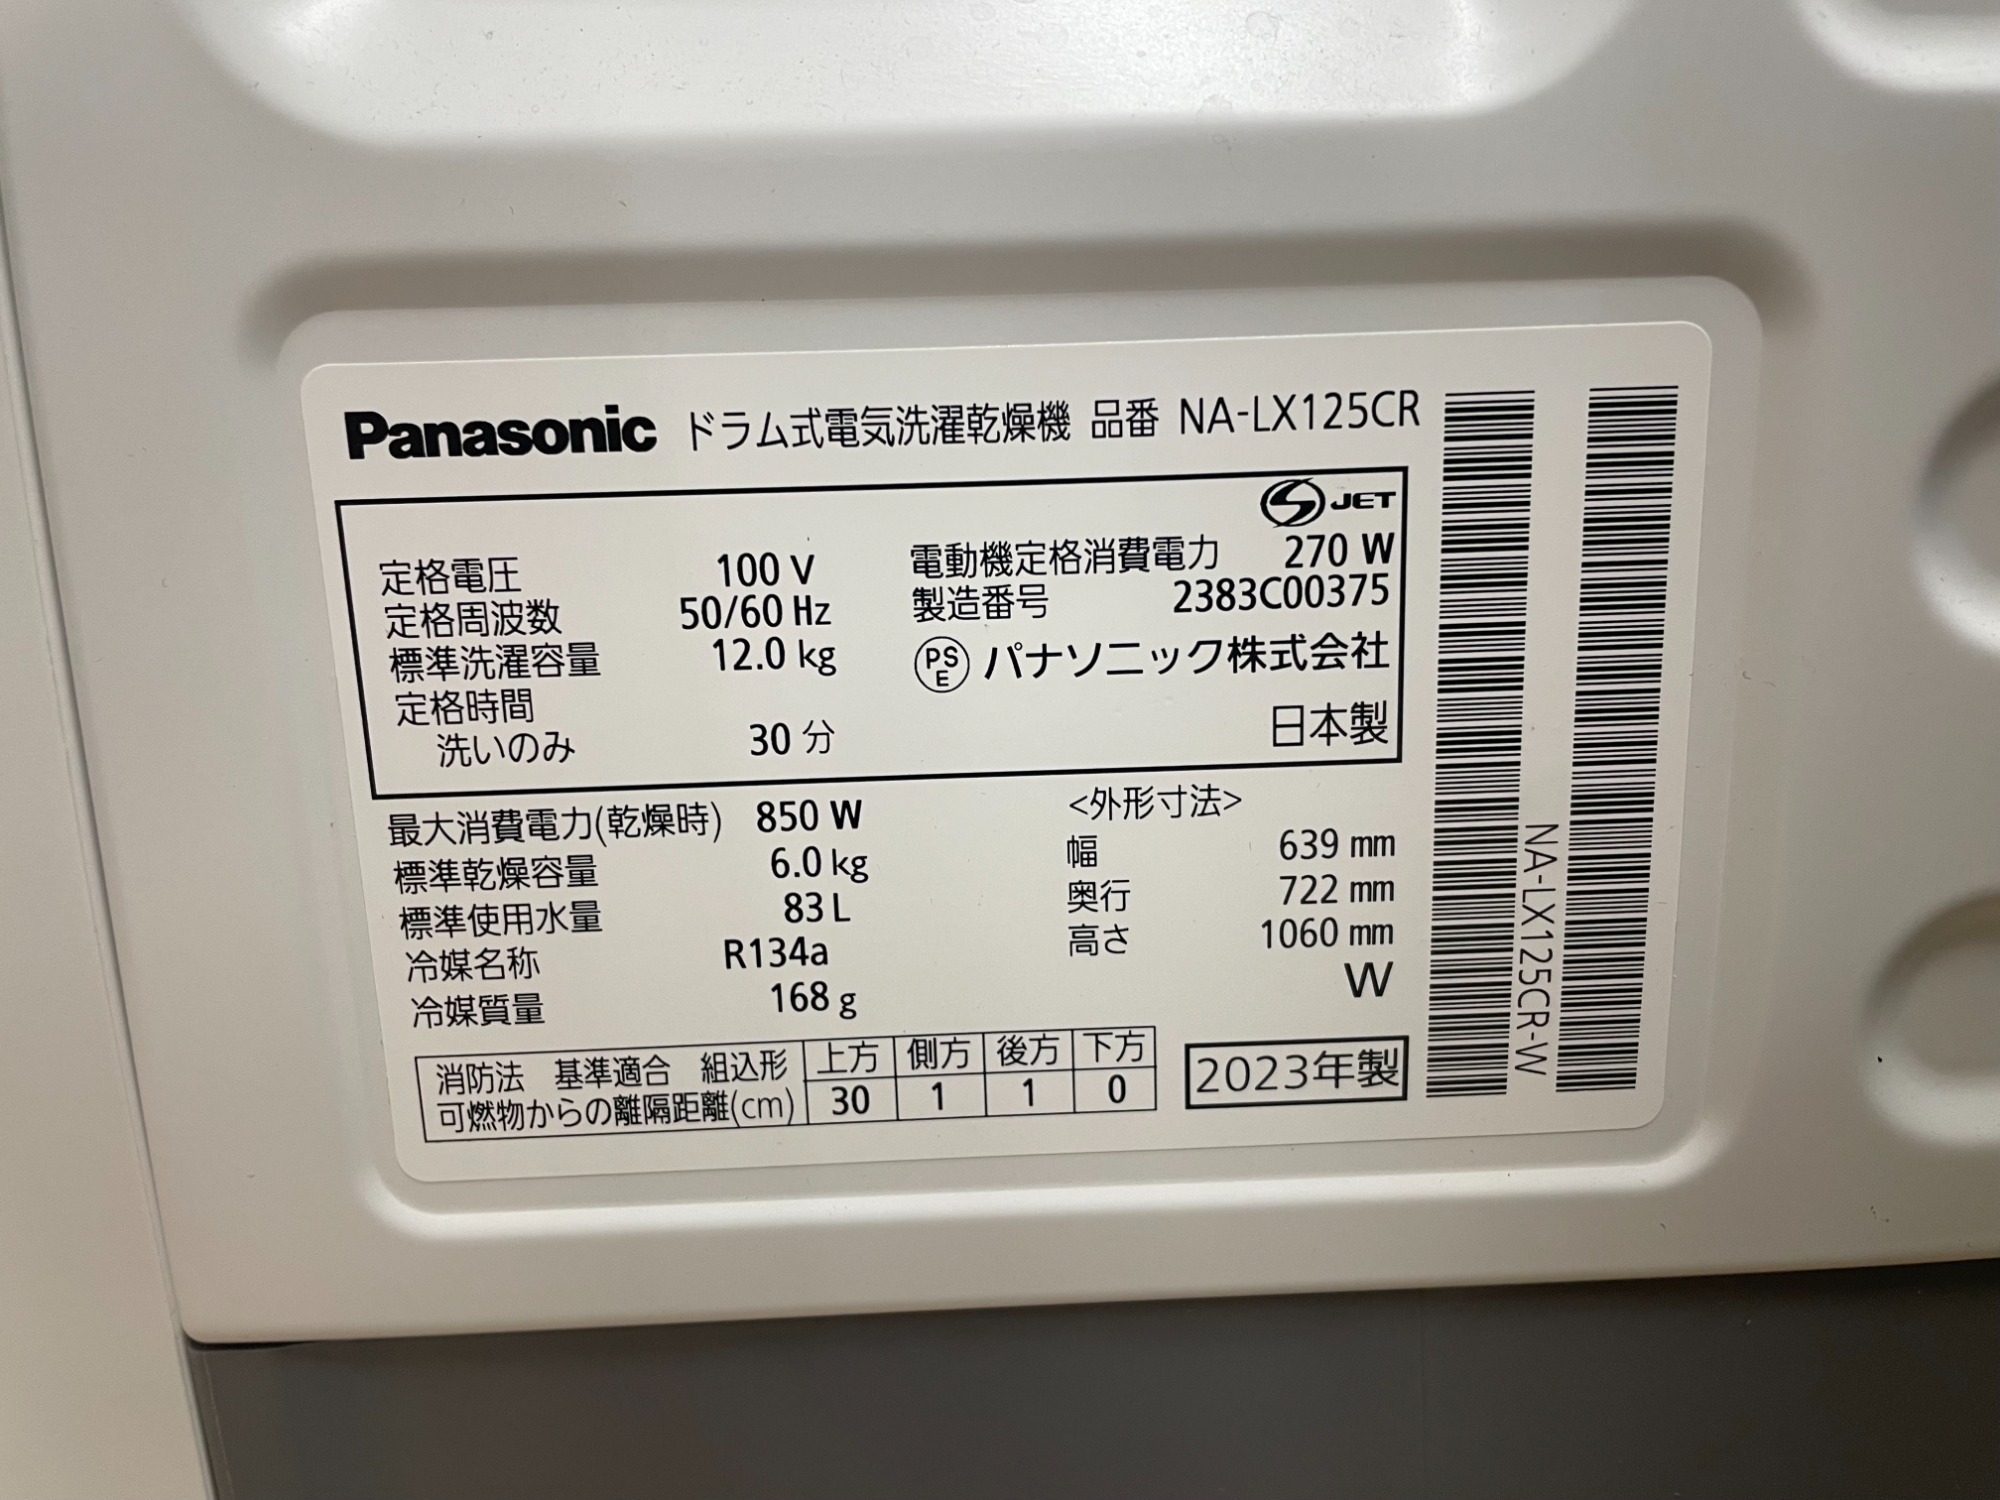 Panasonic ドラム式電気洗濯乾燥機 品番 NA-LX125CR
JET
定格電圧 100 V
定格周波数 50/60 Hz
標準洗濯容量 12.0 kg
定格時間
洗いのみ 30 分
電動機定格消費電力 270 W
製造番号 2383C00375
PSE パナソニック株式会社
日本製
最大消費電力(乾燥時) 850 W
標準乾燥容量 6.0 kg
標準使用水量 83 L
冷媒名称 R134a
冷媒質量 168 g
<外形寸法>
幅 639 mm
奥行 722 mm
高さ 1060 mm
W
消防法 基準適合 組込形 上方 側方 後方 下方
可燃物からの離隔距離(cm) 30 1 1 0
2023年製
NA-LX125CR-W